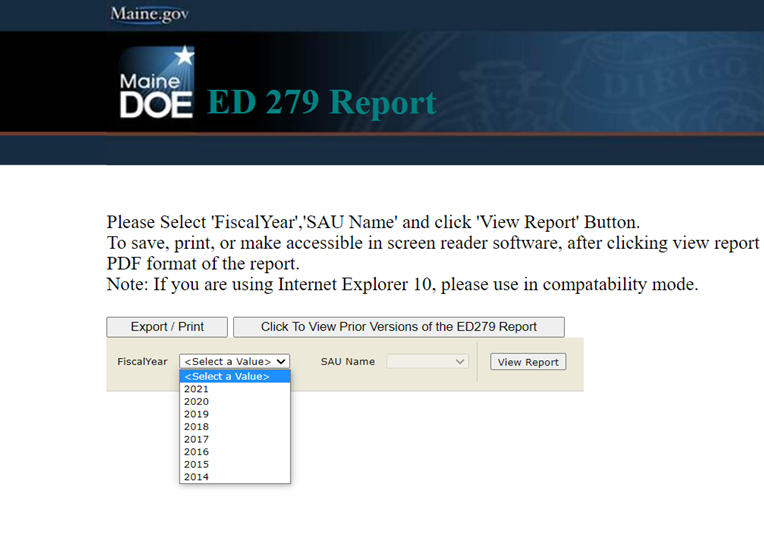 Maine.gov
Maine
DOE
ED 279 Report
DIRIGO
Please Select 'FiscalYear','SAU Name' and click 'View Report' Button.
To save, print, or make accessible in screen reader software, after clicking view report
PDF format of the report.
Note: If you are using Internet Explorer 10, please use in compatability mode.
Export / Print
Click To View Prior Versions of the ED279 Report
FiscalYear
<Select a Value>
SAU Name
View Report
<Select a Value>
2021
2020
2019
2018
2017
2016
2015
2014